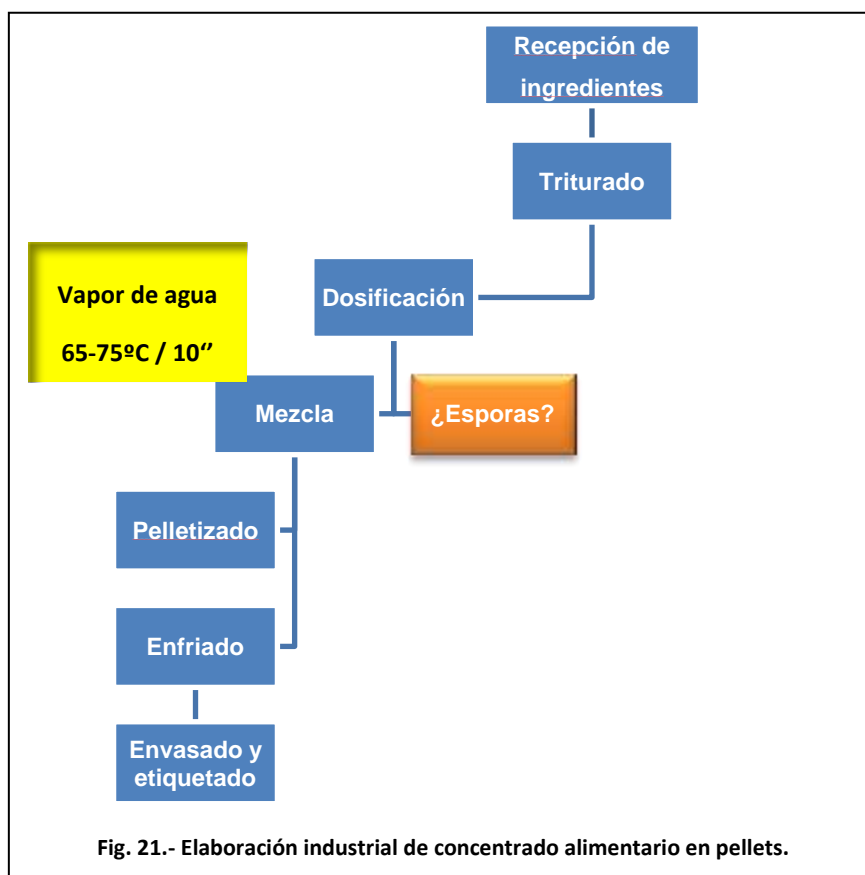 Recepción de
ingredientes
Triturado
Dosificación
Vapor de agua
65-75ºC / 10‘’
Mezcla
¿Esporas?
Pelletizado
Enfriado
Envasado y
etiquetado
Fig. 21.- Elaboración industrial de concentrado alimentario en pellets.